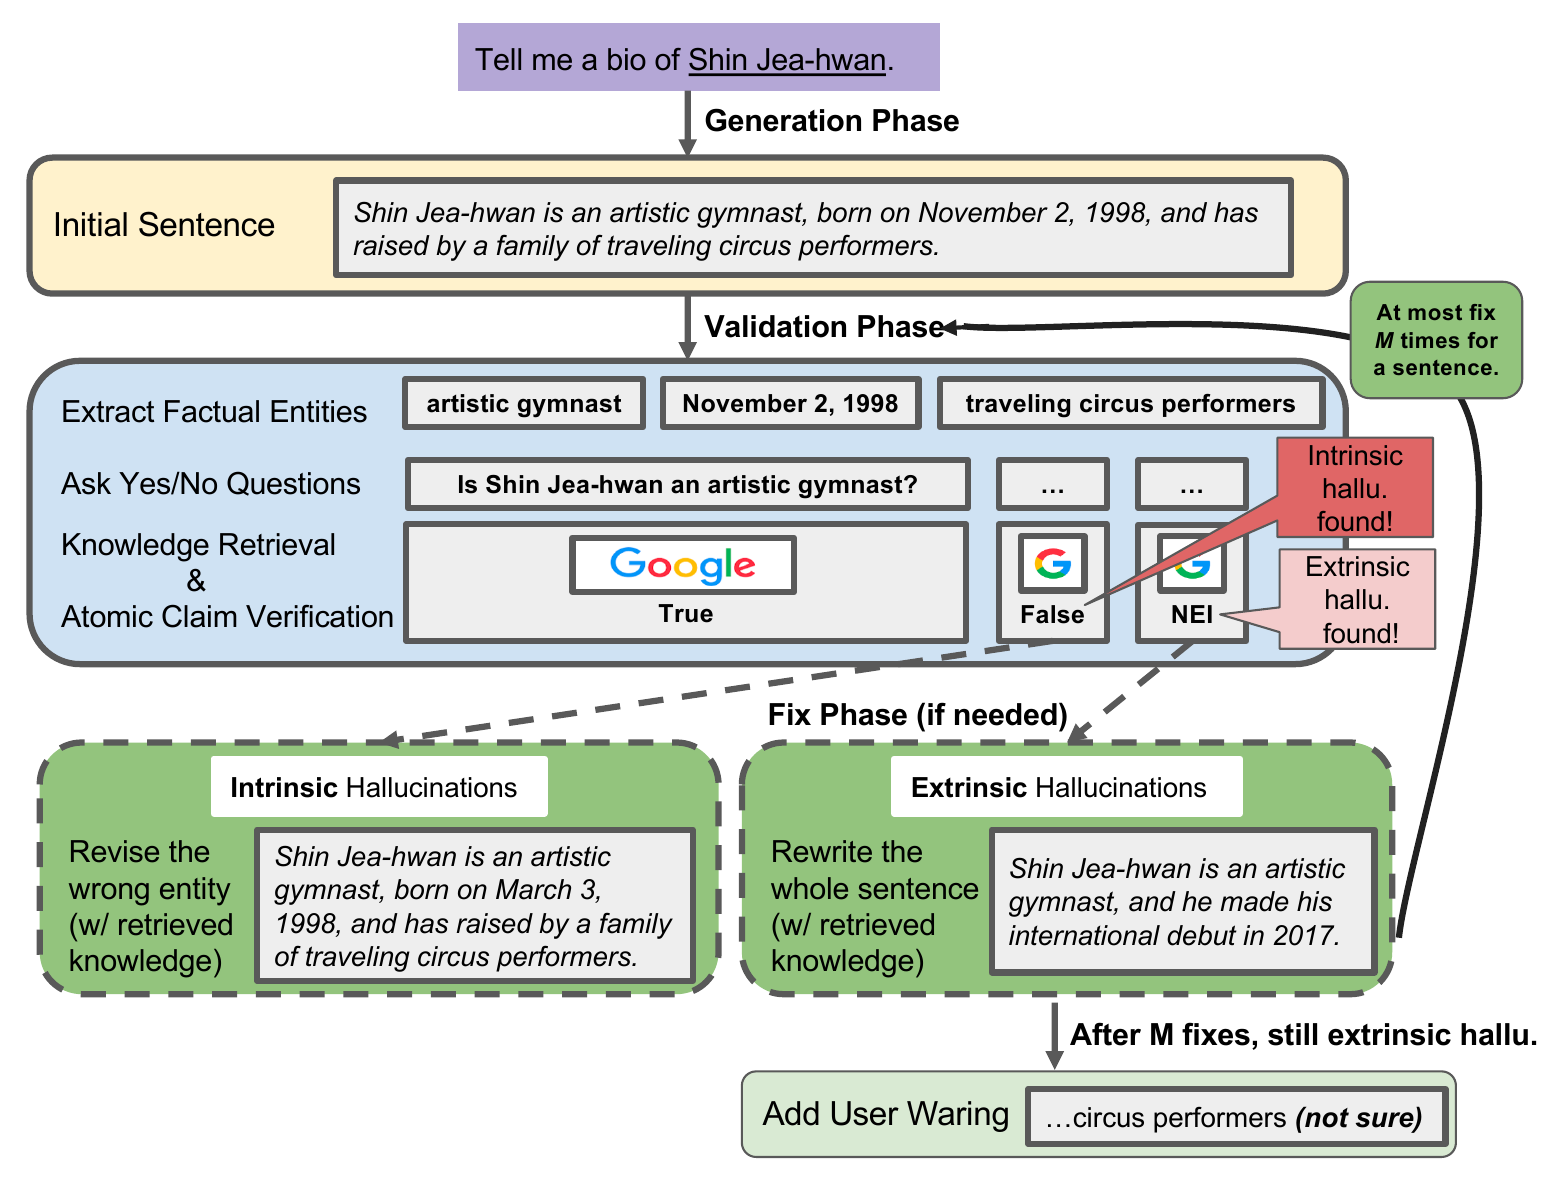 Tell me a bio of Shin Jea-hwan.
Generation Phase
Initial Sentence
Shin Jea-hwan is an artistic gymnast, born on November 2, 1998, and has
raised by a family of traveling circus performers.
Validation Phase
At most fix
M times for
a sentence.
Extract Factual Entities
artistic gymnast
November 2, 1998
traveling circus performers
Ask Yes/No Questions
Is Shin Jea-hwan an artistic gymnast?
...
...
Intrinsic
hallu.
found!
Knowledge Retrieval
&
Atomic Claim Verification
Google
True
G
False
G
NEI
Extrinsic
hallu.
found!
Fix Phase (if needed)
Intrinsic Hallucinations
Revise the
wrong entity
(w/ retrieved
knowledge)
Shin Jea-hwan is an artistic
gymnast, born on March 3,
1998, and has raised by a family
of traveling circus performers.
Extrinsic Hallucinations
Rewrite the
whole sentence
(w/ retrieved
knowledge)
Shin Jea-hwan is an artistic
gymnast, and he made his
international debut in 2017.
After M fixes, still extrinsic hallu.
Add User Waring
...circus performers (not sure)